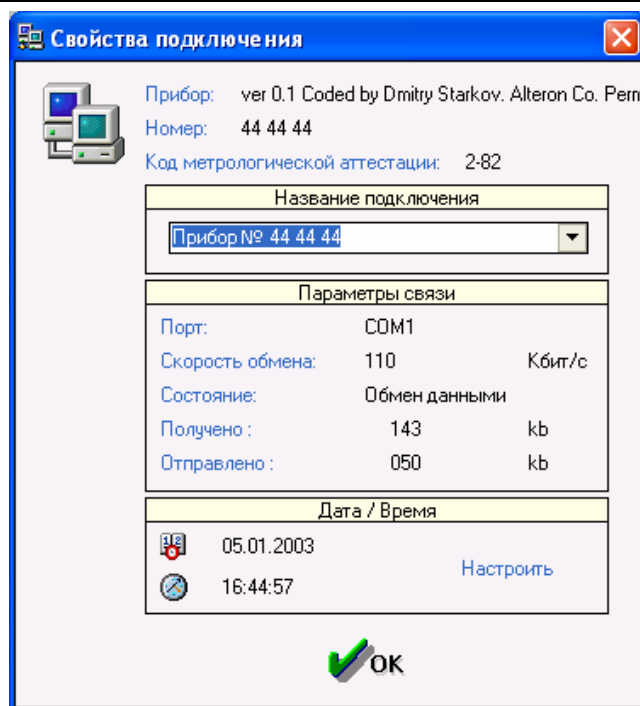 Свойства подключения
Прибор: ver 0.1 Coded by Dmitry Starkov. Alteron Co. Perm
Номер: 44 44 44
Код метрологической аттестации: 2-82
Название подключения
Прибор № 44 44 44
Параметры связи
Порт: COM1
Скорость обмена: 110 Кбит/с
Состояние: Обмен данными
Получено : 143 kb
Отправлено : 050 kb
Дата / Время
05.01.2003
16:44:57
Настроить
ОК